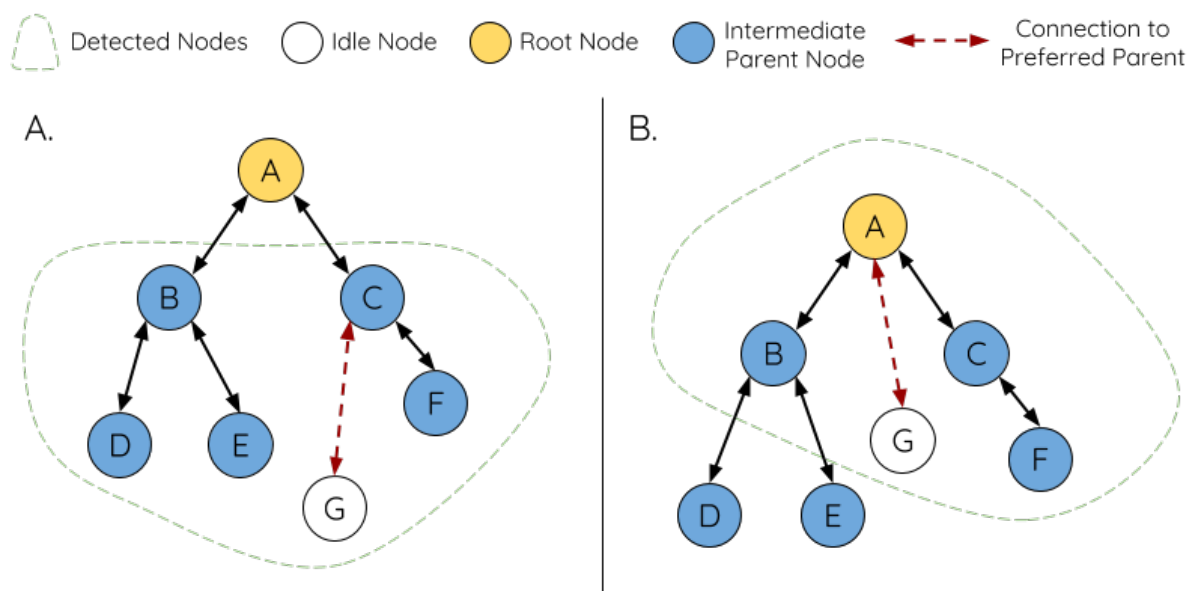 Detected Nodes
Idle Node
Root Node
Intermediate
Parent Node
Connection to
Preferred Parent
A.
A
B
C
D
E
F
G
B.
A
B
C
G
F
D
E